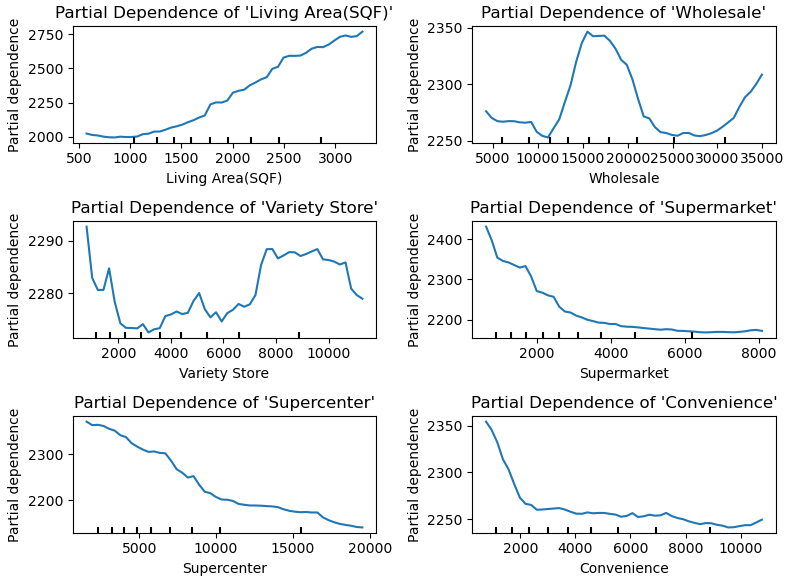 Partial Dependence of 'Living Area(SQF)'
Partial dependence
2750
2500
2250
2000
500 1000 1500 2000 2500 3000
Living Area(SQF)
Partial Dependence of 'Wholesale'
Partial dependence
2350
2300
2250
5000 10000 15000 20000 25000 30000 35000
Wholesale
Partial Dependence of 'Variety Store'
Partial dependence
2290
2280
2000 4000 6000 8000 10000
Variety Store
Partial Dependence of 'Supermarket'
Partial dependence
2400
2300
2200
2000 4000 6000 8000
Supermarket
Partial Dependence of 'Supercenter'
Partial dependence
2300
2200
5000 10000 15000 20000
Supercenter
Partial Dependence of 'Convenience'
Partial dependence
2350
2300
2250
2000 4000 6000 8000 10000
Convenience